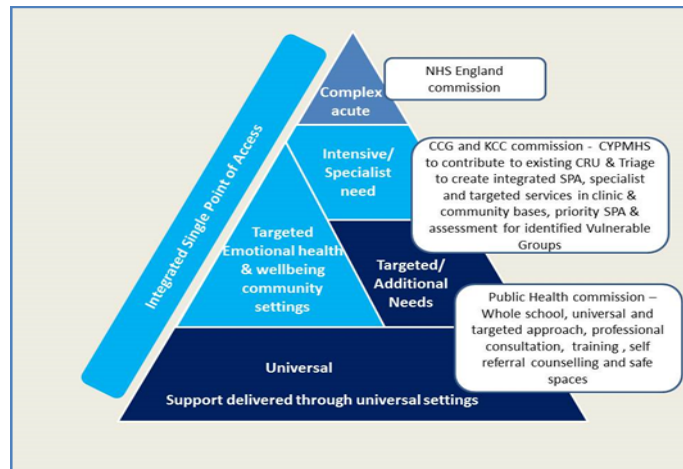 Integrated Single Point of Access
Complex
acute
NHS England
commission
Intensive/
Specialist
need
CCG and KCC commission - CYPMHS
to contribute to existing CRU & Triage
to create integrated SPA, specialist
and targeted services in clinic &
community bases, priority SPA &
assessment for identified Vulnerable
Groups
Targeted
Emotional health
& wellbeing
community
settings
Targeted/
Additional
Needs
Public Health commission –
Whole school, universal and
targeted approach, professional
consultation, training , self
referral counselling and safe
spaces
Universal
Support delivered through universal settings